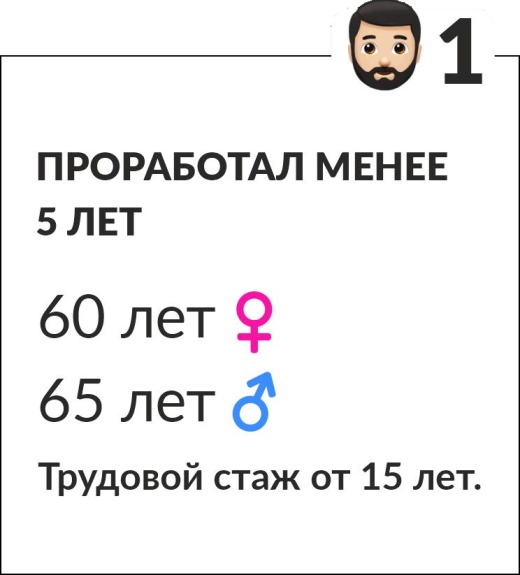 1
ПРОРАБОТАЛ МЕНЕЕ
5 ЛЕТ
60 лет ♀
65 лет ♂
Трудовой стаж от 15 лет.